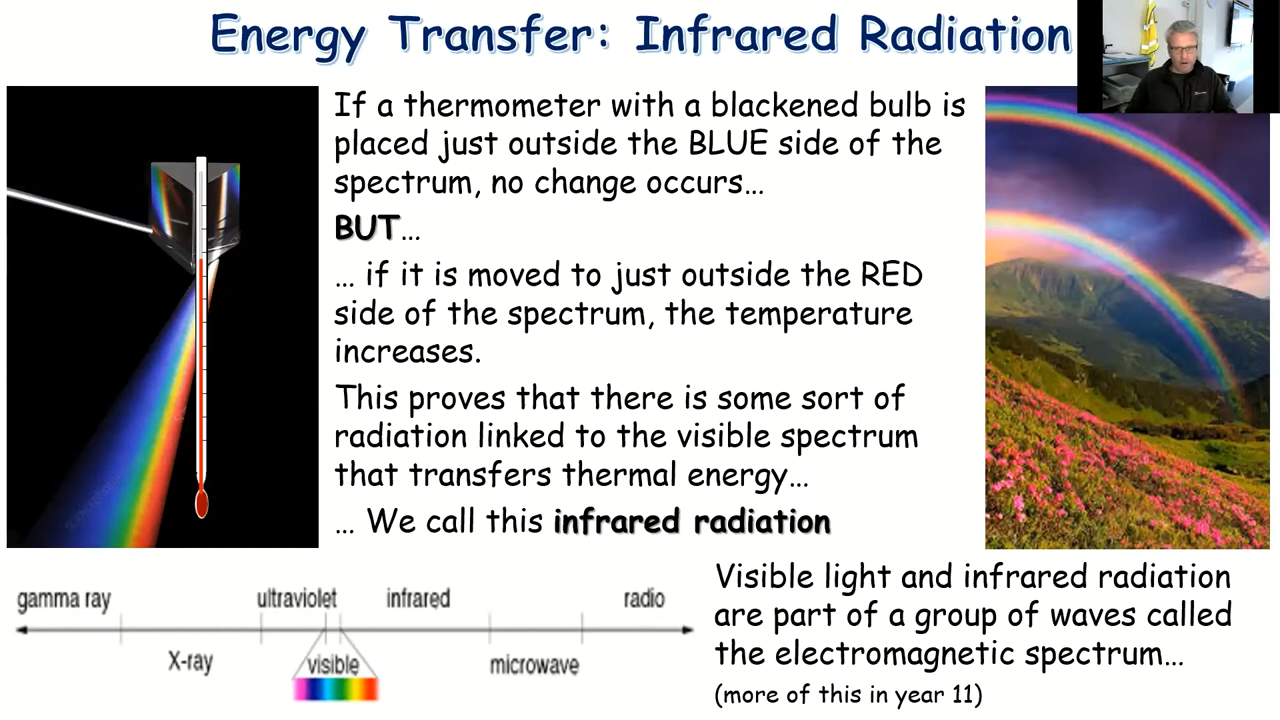 Energy Transfer: Infrared Radiation
If a thermometer with a blackened bulb is
placed just outside the BLUE side of the
spectrum, no change occurs…
BUT…
… if it is moved to just outside the RED
side of the spectrum, the temperature
increases.
This proves that there is some sort of
radiation linked to the visible spectrum
that transfers thermal energy…
… We call this infrared radiation
gamma ray ultraviolet infrared radio
X-ray visible microwave
Visible light and infrared radiation
are part of a group of waves called
the electromagnetic spectrum…
(more of this in year 11)